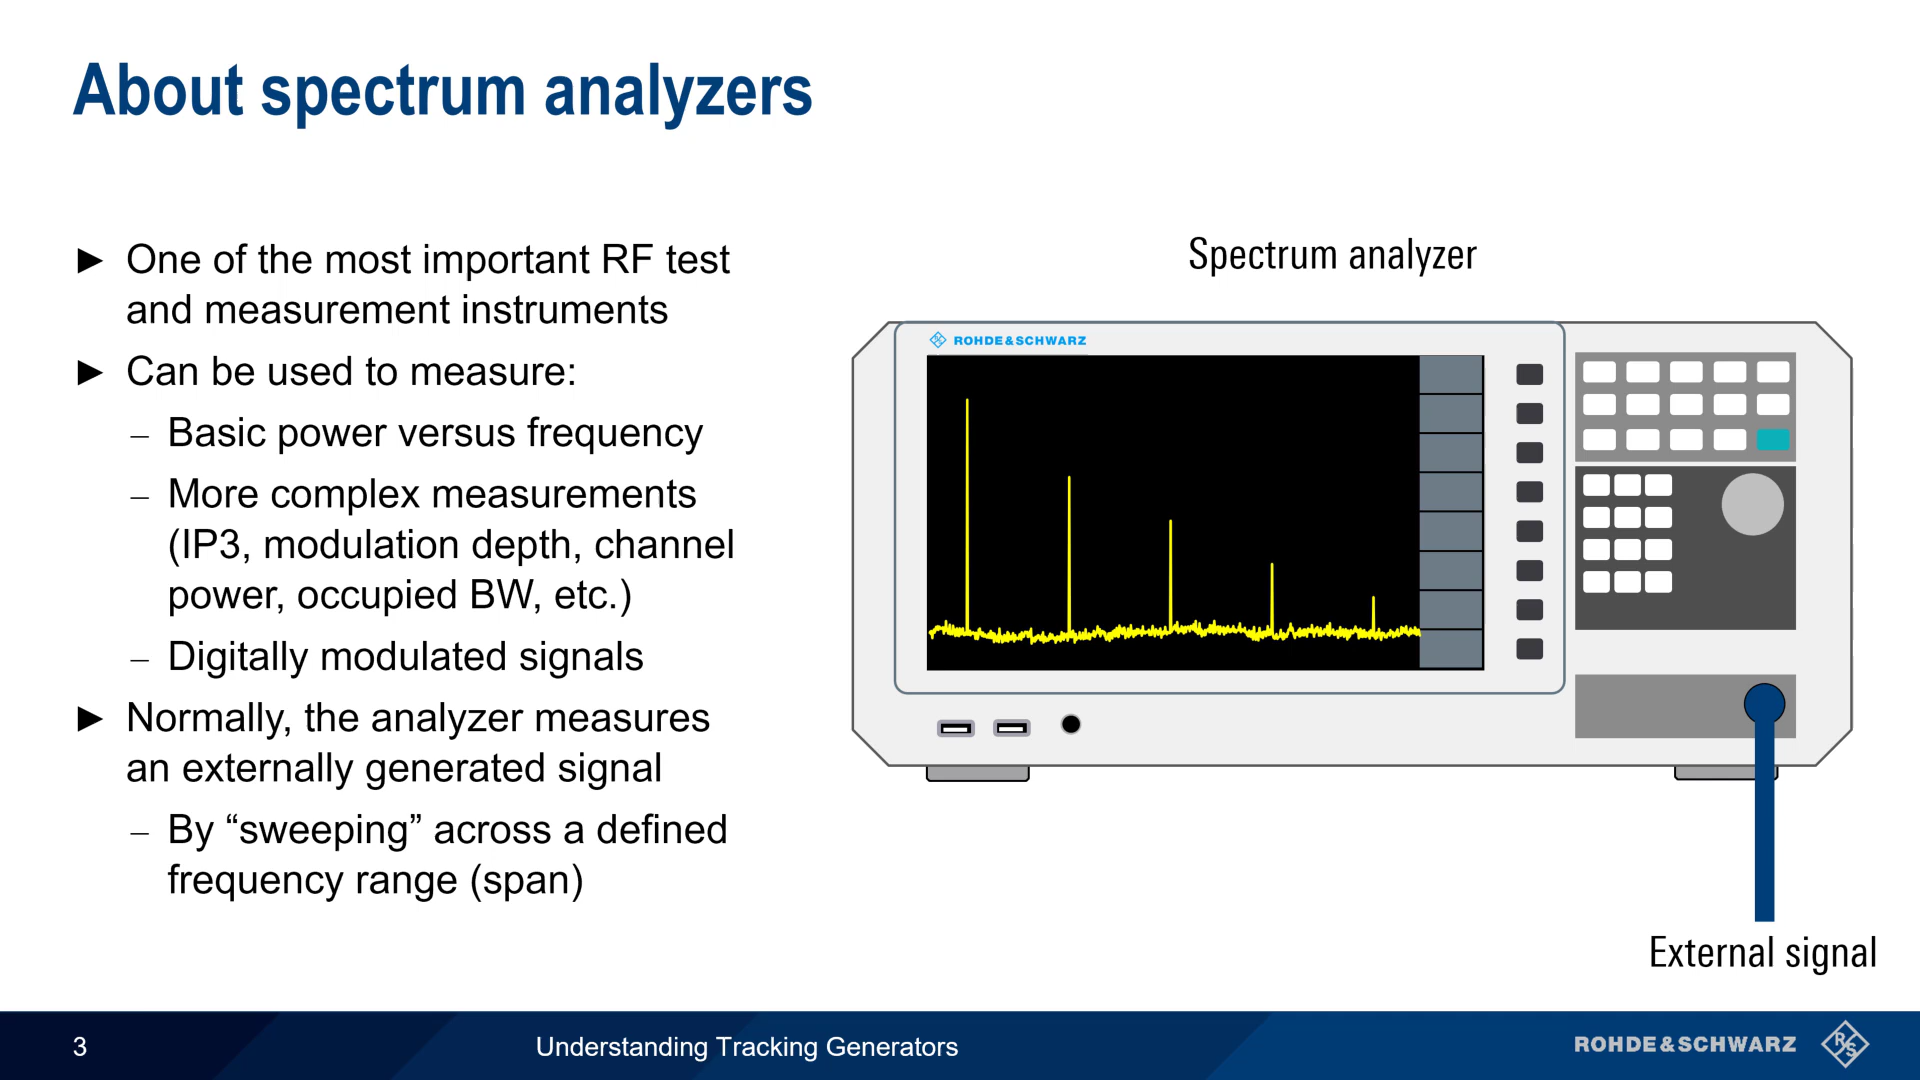 About spectrum analyzers
► One of the most important RF test
and measurement instruments
► Can be used to measure:
– Basic power versus frequency
– More complex measurements
(IP3, modulation depth, channel
power, occupied BW, etc.)
– Digitally modulated signals
► Normally, the analyzer measures
an externally generated signal
– By “sweeping” across a defined
frequency range (span)
Spectrum analyzer
ROHDE&SCHWARZ
External signal
3
Understanding Tracking Generators
ROHDE&SCHWARZ
R&S